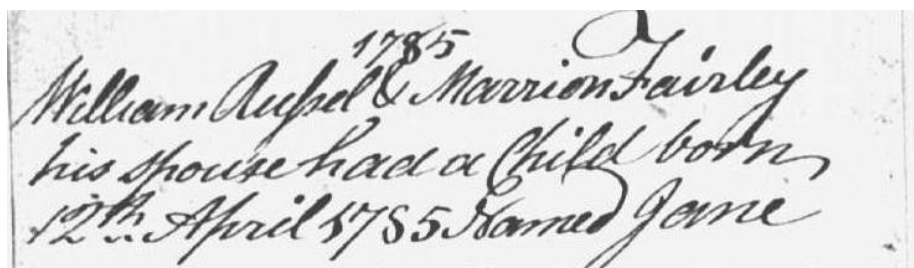 1785
William Russel & Marrion Fairley
his spouse had a Child born
12th April 1785 Named Jane